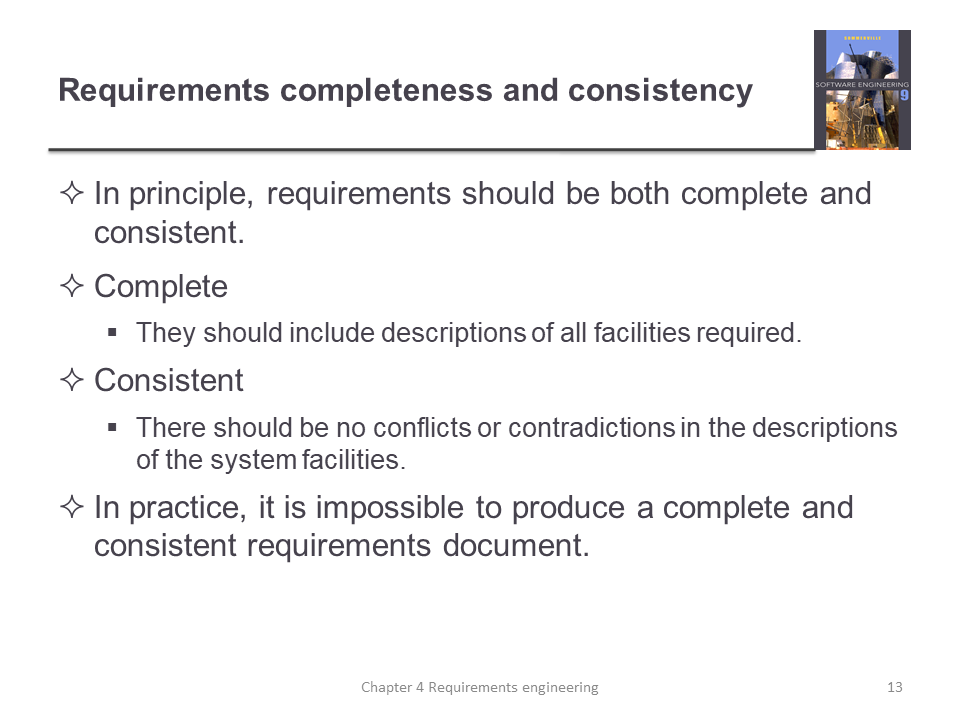 Requirements completeness and consistency
SOMMERVILLE
SOFTWARE ENGINEERING
9
✧ In principle, requirements should be both complete and
consistent.
✧ Complete
▪ They should include descriptions of all facilities required.
✧ Consistent
▪ There should be no conflicts or contradictions in the descriptions
of the system facilities.
✧ In practice, it is impossible to produce a complete and
consistent requirements document.
Chapter 4 Requirements engineering
13